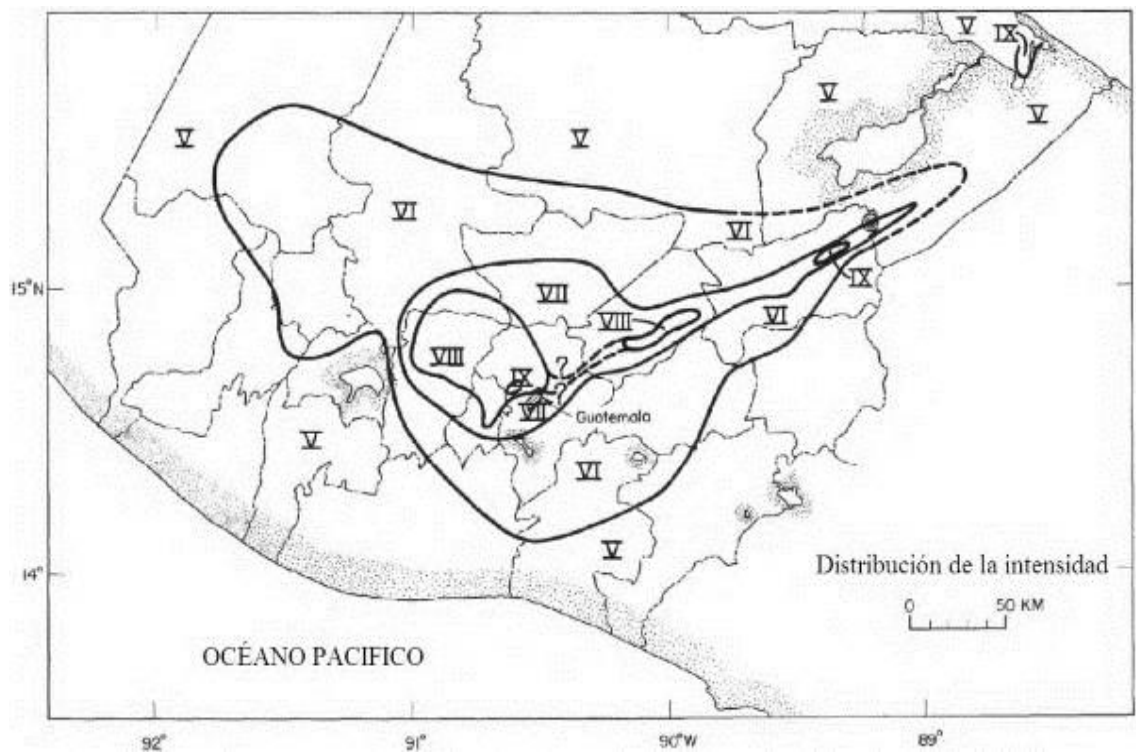 V
IX
V
V
V
V
VI
VI
15°N
VII
IX
VIII
VI
VIII
?
IX
?
VII
Guatemala
V
VI
V
Distribución de la intensidad
14°
0 50 KM
OCÉANO PACIFICO
92°
91°
90°W
89°